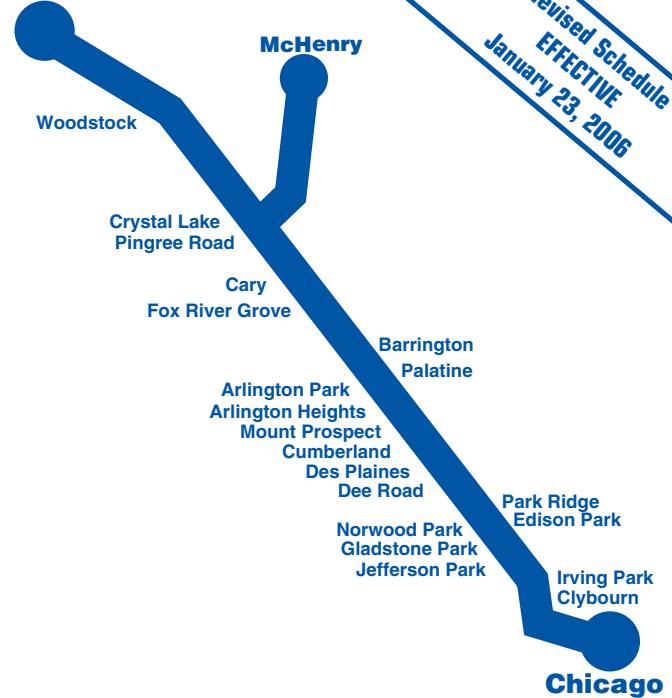 Revised Schedule
EFFECTIVE
January 23, 2006
McHenry
Woodstock
Crystal Lake
Pingree Road
Cary
Fox River Grove
Barrington
Palatine
Arlington Park
Arlington Heights
Mount Prospect
Cumberland
Des Plaines
Dee Road
Park Ridge
Edison Park
Norwood Park
Gladstone Park
Jefferson Park
Irving Park
Clybourn
Chicago